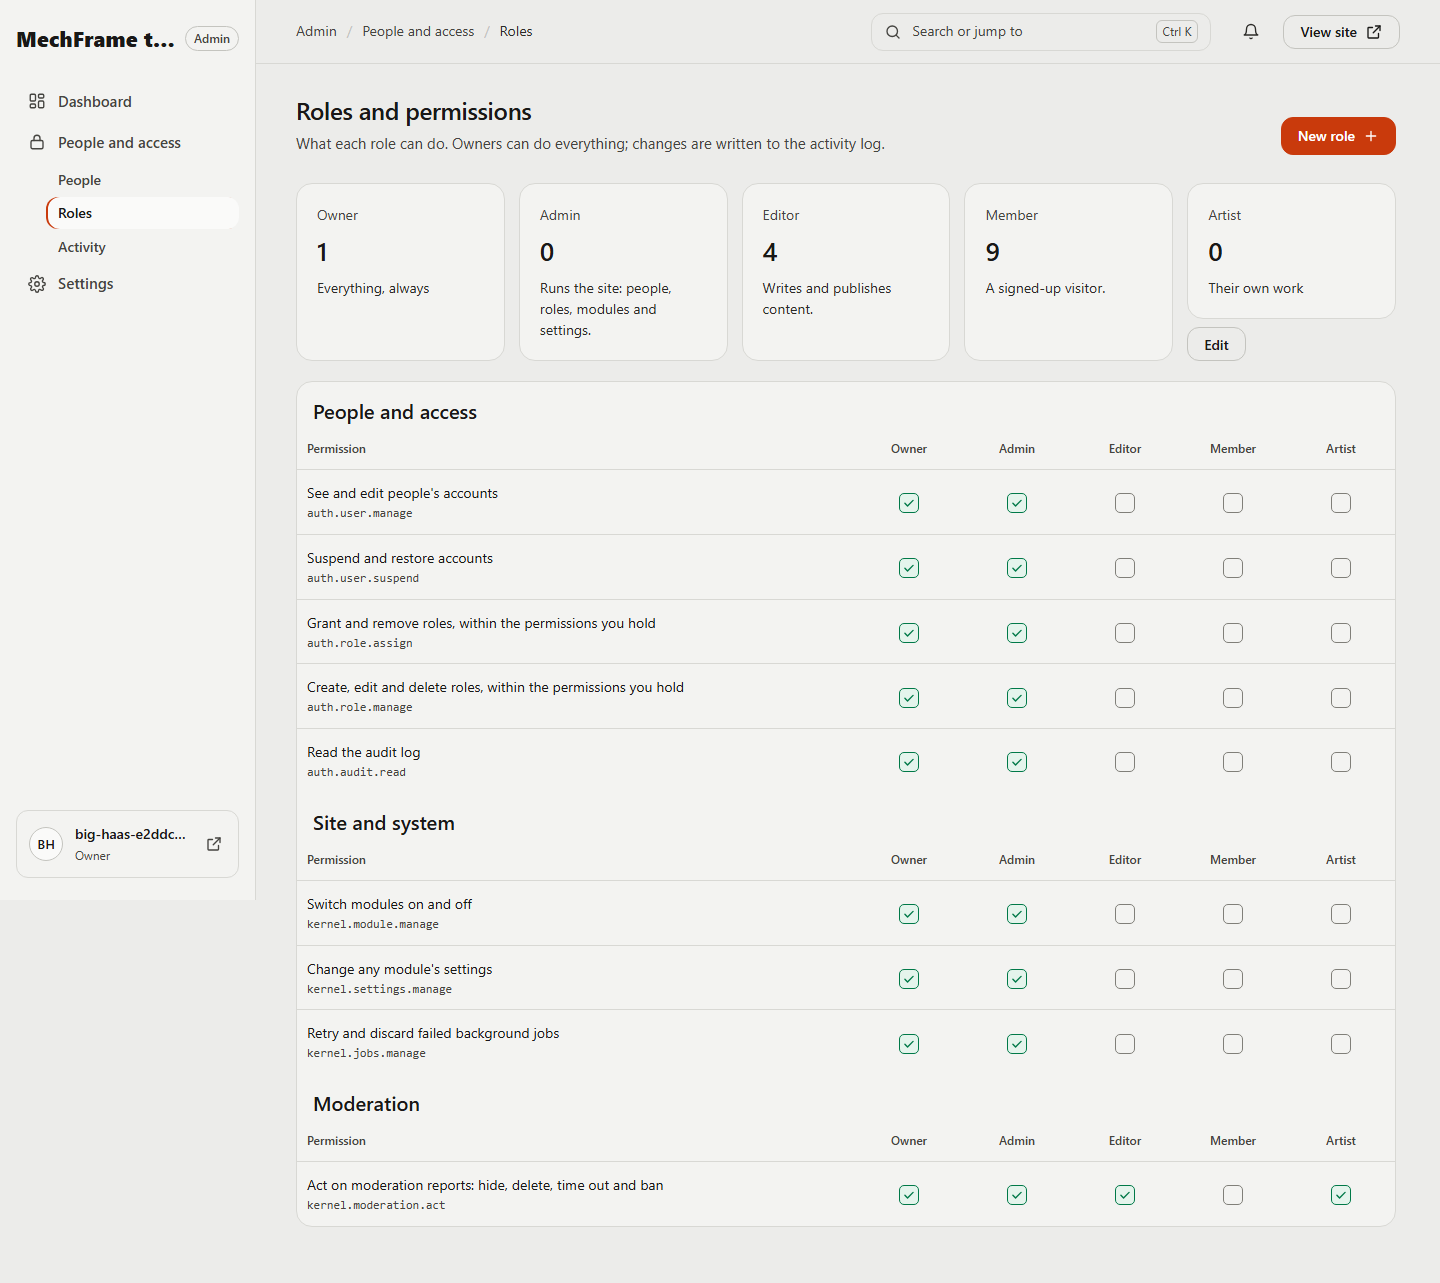 MechFrame t...
Admin
Admin / People and access / Roles
Search or jump to
Ctrl K
View site
Dashboard
People and access
People
Roles
Activity
Settings
Roles and permissions
What each role can do. Owners can do everything; changes are written to the activity log.
New role
Owner
1
Everything, always
Admin
0
Runs the site: people,
roles, modules and
settings.
Editor
4
Writes and publishes
content.
Member
9
A signed-up visitor.
Artist
0
Their own work
Edit
People and access
Permission Owner Admin Editor Member Artist
See and edit people's accounts
auth.user.manage
Suspend and restore accounts
auth.user.suspend
Grant and remove roles, within the permissions you hold
auth.role.assign
Create, edit and delete roles, within the permissions you hold
auth.role.manage
Read the audit log
auth.audit.read
Site and system
Permission Owner Admin Editor Member Artist
Switch modules on and off
kernel.module.manage
Change any module's settings
kernel.settings.manage
Retry and discard failed background jobs
kernel.jobs.manage
Moderation
Permission Owner Admin Editor Member Artist
Act on moderation reports: hide, delete, time out and ban
kernel.moderation.act
BH
big-haas-e2ddc...
Owner